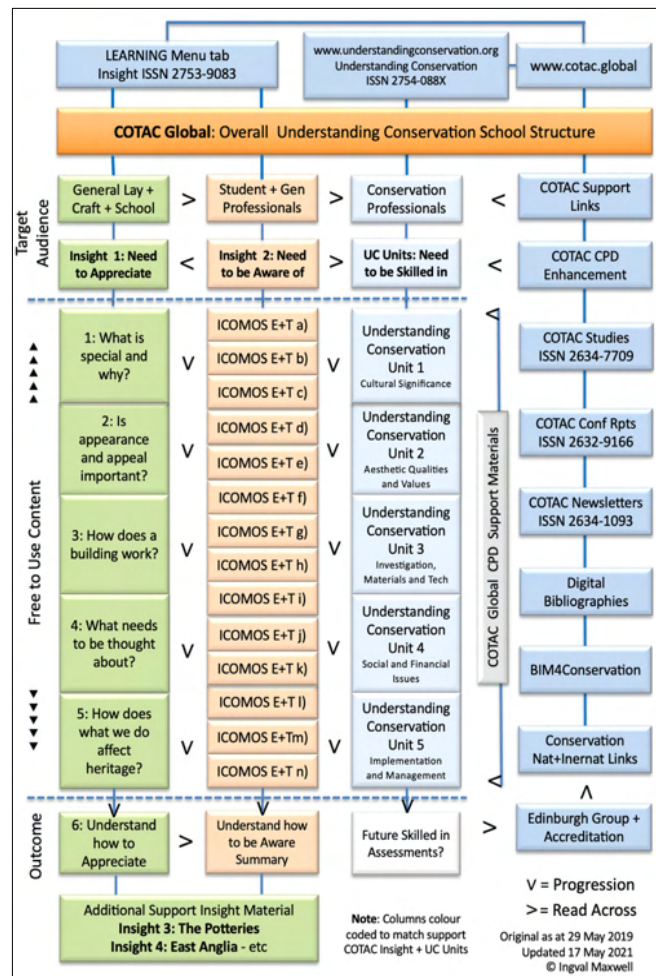 LEARNING Menu tab
Insight ISSN 2753-9083
www.understandingconservation.org
Understanding Conservation
ISSN 2754-088X
www.cotac.global
COTAC Global: Overall Understanding Conservation School Structure
Target
Audience
General Lay +
Craft + School
>
Student + Gen
Professionals
>
Conservation
Professionals
<
COTAC Support
Links
Insight 1: Need
to Appreciate
<
Insight 2: Need
to be Aware of
>
UC Units: Need
to be Skilled in
<
COTAC CPD
Enhancement
Free to Use Content
1: What is
special and
why?
V
2: Is
appearance
and appeal
important?
V
3: How does a
building work?
V
4: What needs
to be thought
about?
V
5: How does
what we do
affect
heritage?
V
ICOMOS E+T a)
ICOMOS E+T b)
ICOMOS E+T c)
ICOMOS E+T d)
ICOMOS E+T e)
ICOMOS E+T f)
ICOMOS E+T g)
ICOMOS E+T h)
ICOMOS E+T i)
ICOMOS E+T j)
ICOMOS E+T k)
ICOMOS E+T l)
ICOMOS E+Tm)
ICOMOS E+T n)
V
Understanding
Conservation
Unit 1
Cultural Significance
V
Understanding
Conservation
Unit 2
Aesthetic Qualities
and Values
V
Understanding
Conservation
Unit 3
Investigation,
Materials and Tech
V
Understanding
Conservation
Unit 4
Social and Financial
Issues
V
Understanding
Conservation
Unit 5
Implementation
and Management
V
COTAC Global CPD Support Materials
V
COTAC Studies
ISSN 2634-7709
COTAC Conf Rpts
ISSN 2632-9166
COTAC Newsletters
ISSN 2634-1093
Digital
Bibliographies
BIM4Conservation
Conservation
Nat+Inernat Links
V
Outcome
6: Understand
how to
Appreciate
>
Understand how
to be Aware
Summary
Future Skilled in
Assessments?
>
Edinburgh Group +
Accreditation
Additional Support Insight Material
Insight 3: The Potteries
Insight 4: East Anglia - etc
Note: Columns colour
coded to match support
COTAC Insight + UC Units
V = Progression
> = Read Across
Original as at 29 May 2019
Updated 17 May 2021
© Ingval Maxwell